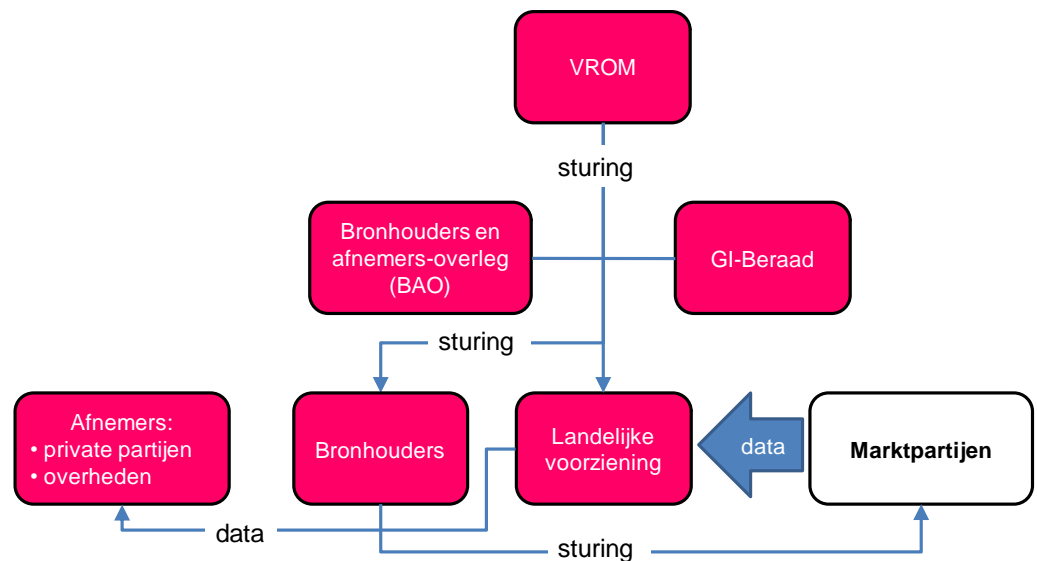 VROM
sturing
Bronhouders en
afnemers-overleg
(BAO)
GI-Beraad
sturing
Afnemers:
• private partijen
• overheden
Bronhouders
Landelijke
voorziening
data
Marktpartijen
data
sturing